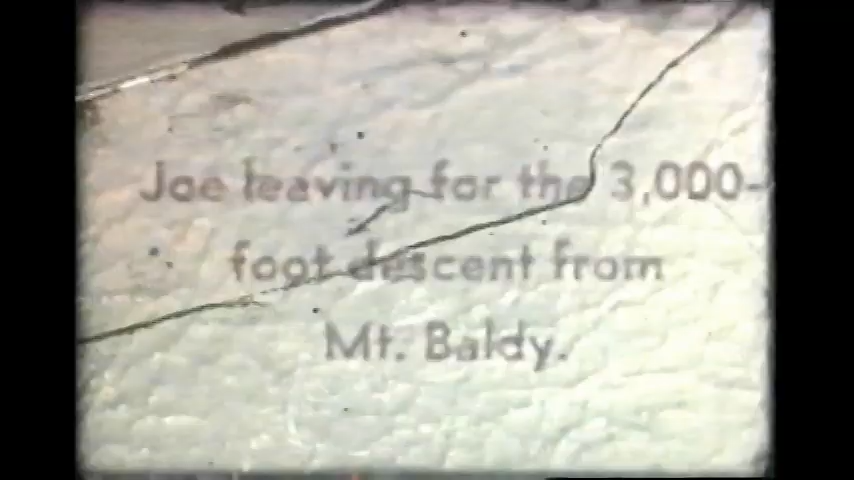 Joe leaving for the 3,000-
foot descent from
Mt. Baldy.